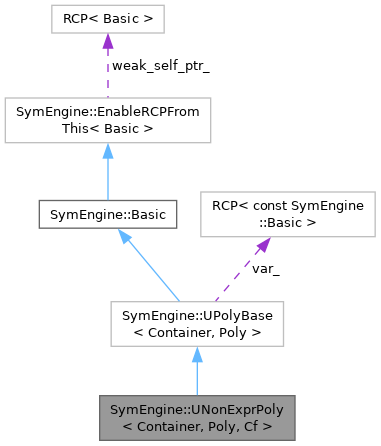 RCP< Basic >
weak_self_ptr_
SymEngine::EnableRCPFrom
This< Basic >
SymEngine::Basic
RCP< const SymEngine
::Basic >
var_
SymEngine::UPolyBase
< Container, Poly >
SymEngine::UNonExprPoly
< Container, Poly, Cf >